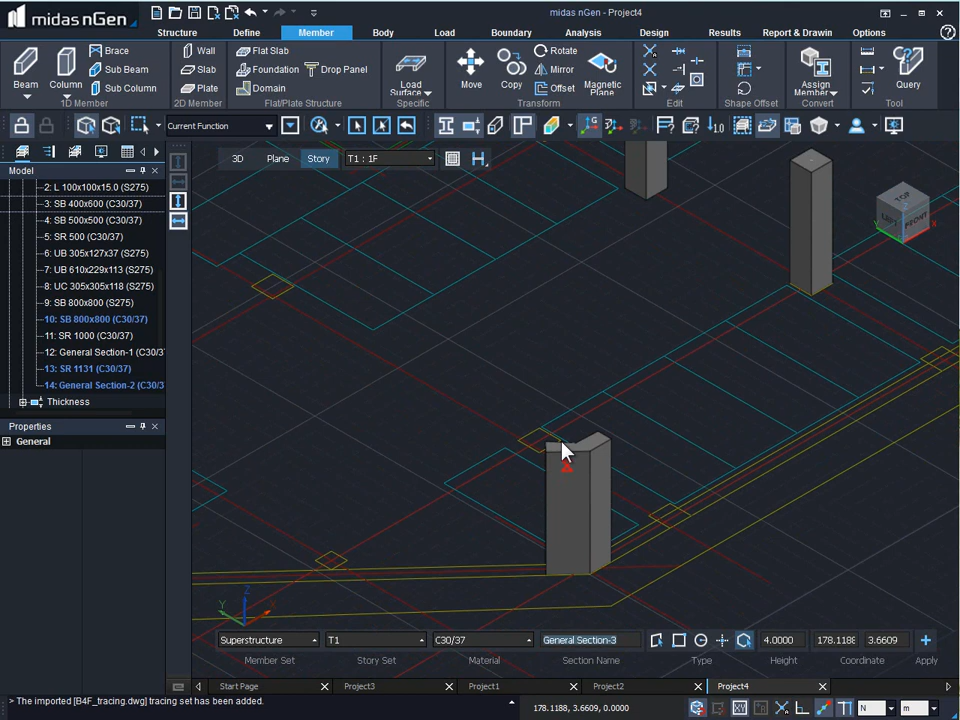 midas nGen
midas nGen - Project4
Structure Define Member Body Load Boundary Analysis Design Results Report & Drawin Options
Beam
Column
Brace
Sub Beam
Sub Column
1D Member
Wall
Slab
Plate
2D Member
Flat Slab
Foundation
Drop Panel
Domain
Flat/Plate Structure
Load
Surface
Specific
Move
Copy
Rotate
Mirror
Offset
Magnetic
Plane
Transform
Edit
Shape Offset
Assign
Member
Convert
Query
Tool
Current Function
1.0
Model
3D Plane Story T1 : 1F
2: L 100x100x15.0 (S275)
3: SB 400x600 (C30/37)
4: SB 500x500 (C30/37)
5: SR 500 (C30/37)
6: UB 305x127x37 (S275)
7: UB 610x229x113 (S275)
8: UC 305x305x118 (S275)
9: SB 800x800 (S275)
10: SB 800x800 (C30/37)
11: SR 1000 (C30/37)
12: General Section-1 (C30/3
13: SR 1131 (C30/37)
14: General Section-2 (C30/3
Thickness
Properties
General
TOP
LEFT
FRONT
Y
X
Z
Y
X
Superstructure T1 C30/37 General Section-3 4.0000 178.1188 3.6609
Member Set Story Set Material Section Name Type Height Coordinate Apply
Start Page Project3 Project1 Project2 Project4
> The imported [B4F_tracing.dwg] tracing set has been added.
178.1188, 3.6609, 0.0000
N m